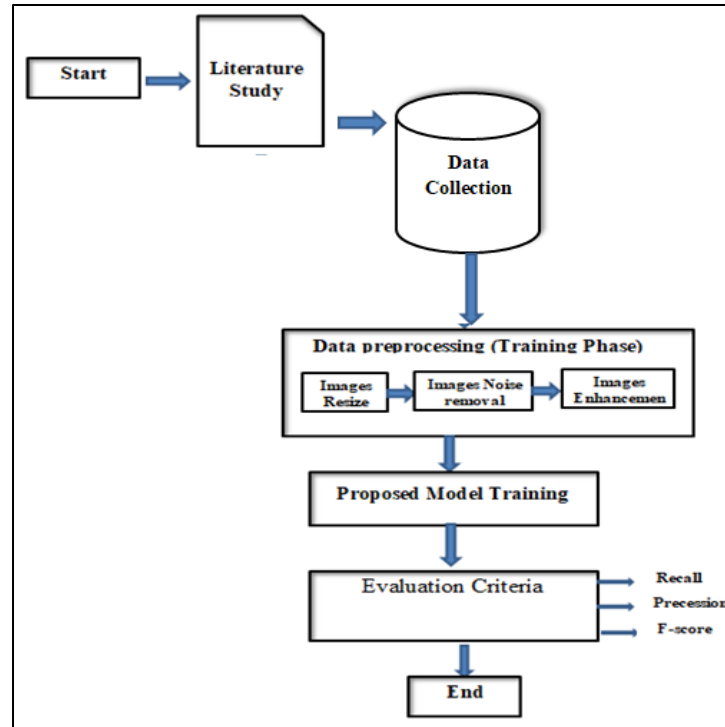 Start
Literature
Study
Data
Collection
Data preprocessing (Training Phase)
Images
Resize
Images Noise
removal
Images
Enhancemen
Proposed Model Training
Evaluation Criteria
Recall
Precession
F-score
End